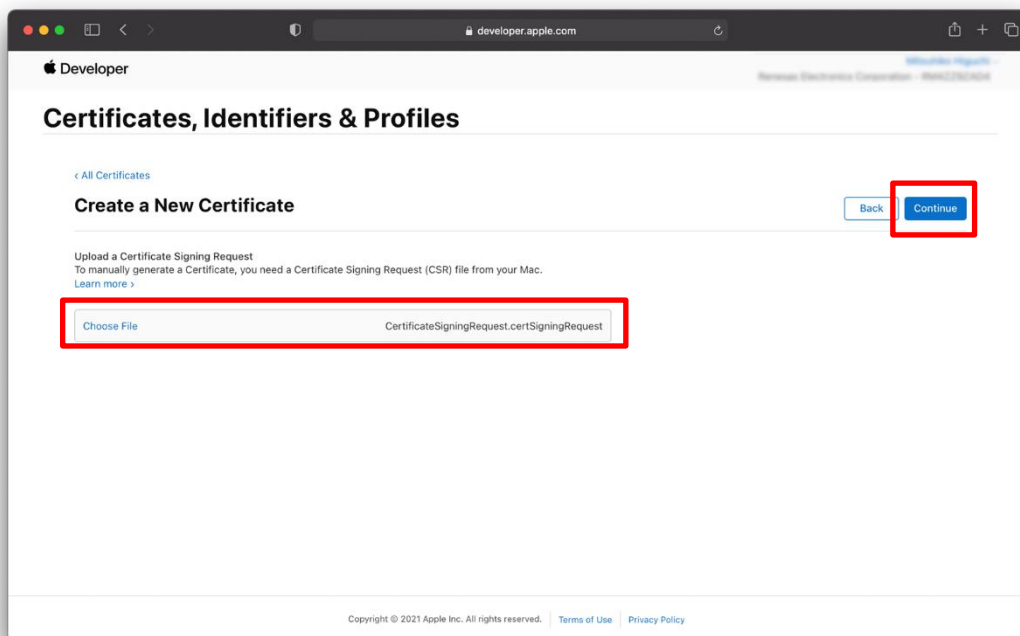 developer.apple.com
Developer
Certificates, Identifiers & Profiles
‹ All Certificates
Create a New Certificate
Back
Continue
Upload a Certificate Signing Request
To manually generate a Certificate, you need a Certificate Signing Request (CSR) file from your Mac.
Learn more ›
Choose File
CertificateSigningRequest.certSigningRequest
Copyright © 2021 Apple Inc. All rights reserved.
Terms of Use
Privacy Policy